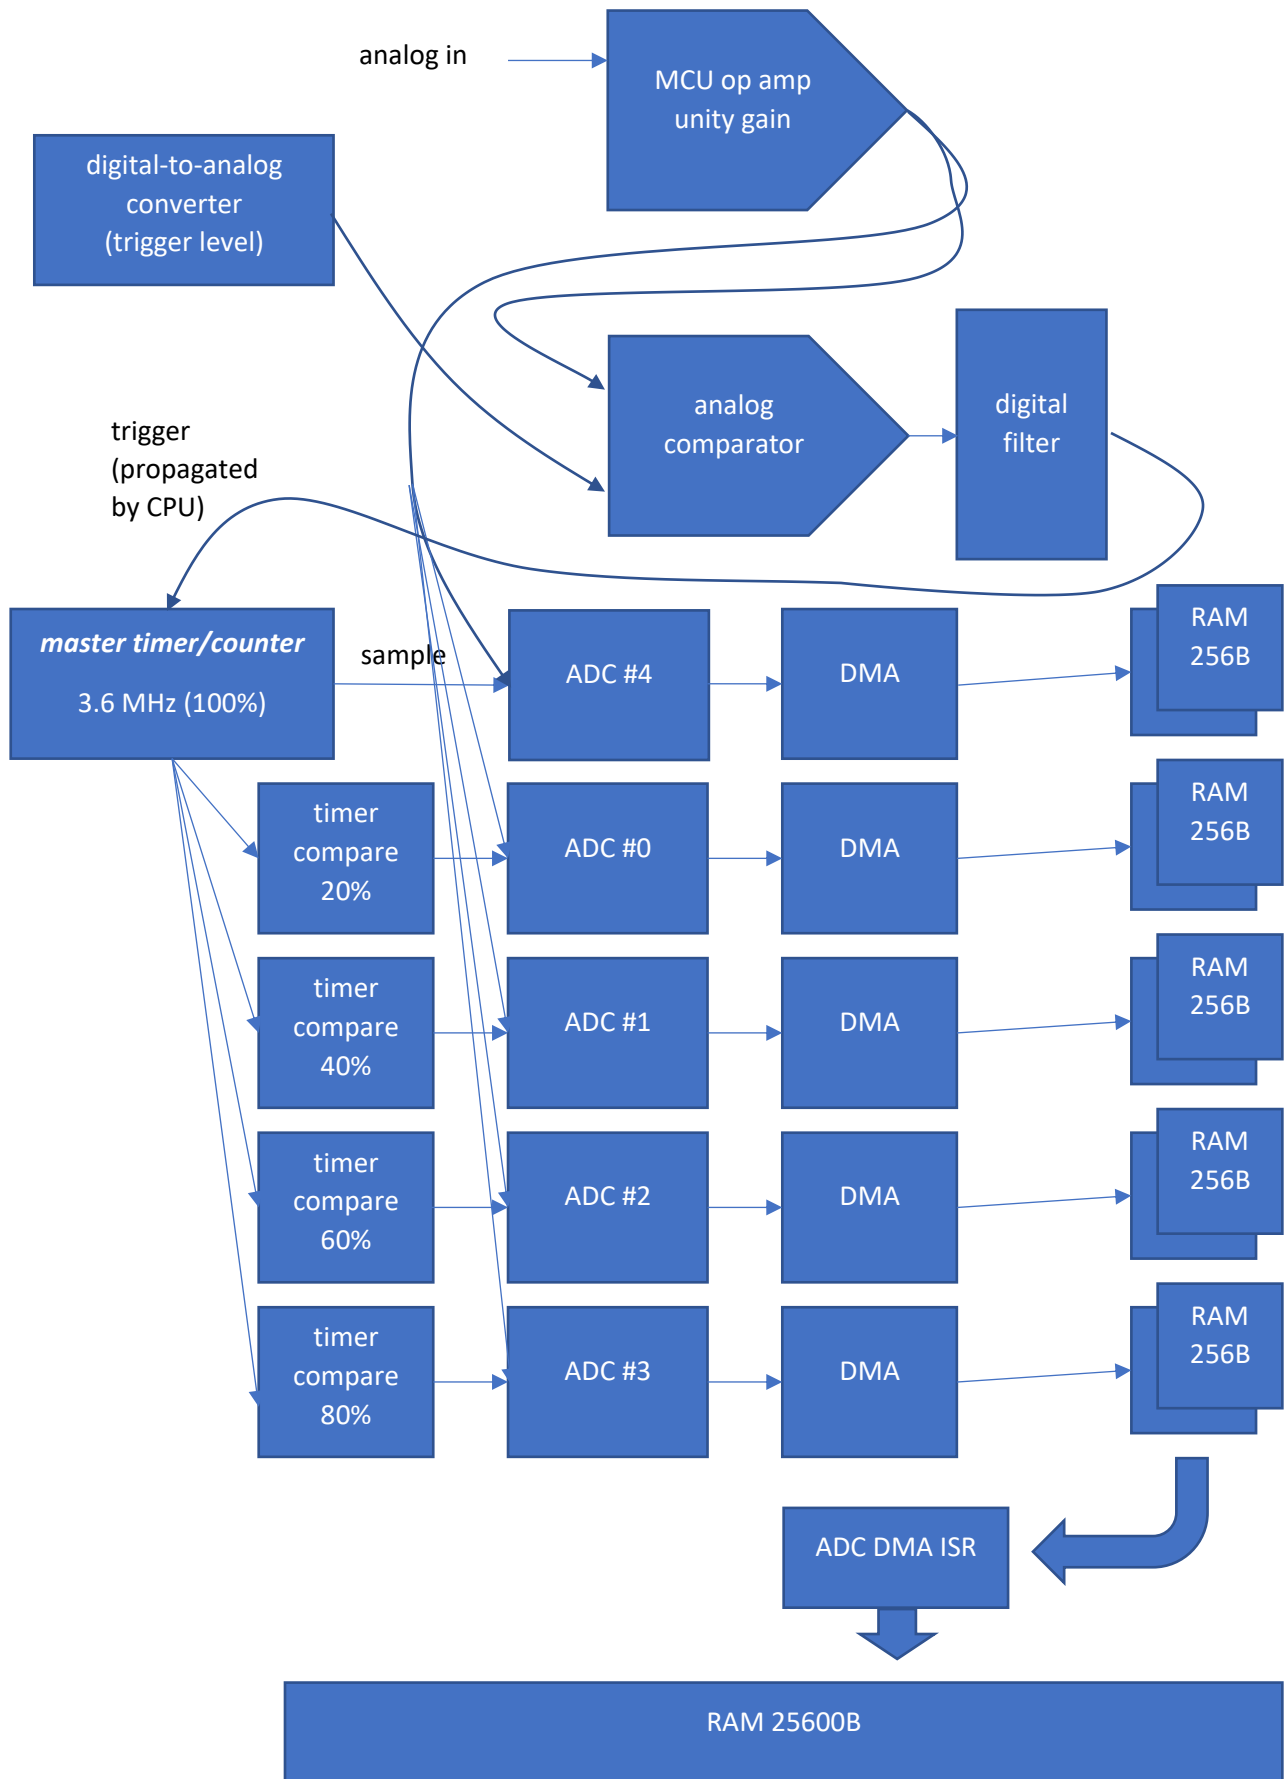 analog in
MCU op amp
unity gain
digital-to-analog
converter
(trigger level)
analog
comparator
digital
filter
trigger
(propagated
by CPU)
master timer/counter
3.6 MHz (100%)
sample
ADC #4
DMA
RAM
256B
timer
compare
20%
ADC #0
DMA
RAM
256B
timer
compare
40%
ADC #1
DMA
RAM
256B
timer
compare
60%
ADC #2
DMA
RAM
256B
timer
compare
80%
ADC #3
DMA
RAM
256B
ADC DMA ISR
RAM 25600B